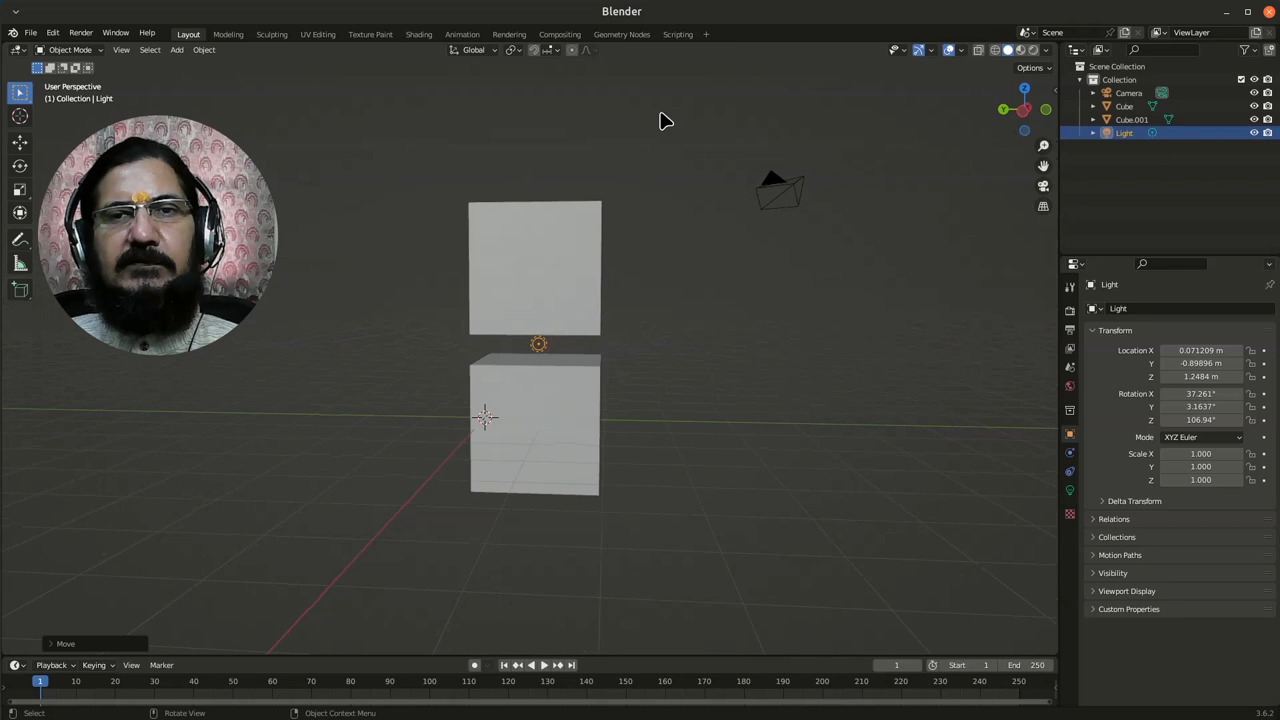 Blender
File Edit Render Window Help Layout Modeling Sculpting UV Editing Texture Paint Shading Animation Rendering Compositing Geometry Nodes Scripting + Scene ViewLayer
Object Mode View Select Add Object Global
Options
User Perspective
(1) Collection | Light
Z
Y
Scene Collection
Collection
Camera
Cube
Cube.001
Light
Light
Light
Transform
Location X 0.071209 m
Y -0.89896 m
Z 1.2484 m
Rotation X 37.261°
Y 3.1637°
Z 106.94°
Mode XYZ Euler
Scale X 1.000
Y 1.000
Z 1.000
Delta Transform
Relations
Collections
Motion Paths
Visibility
Viewport Display
Custom Properties
Move
Playback Keying View Marker 1 Start 1 End 250
1 10 20 30 40 50 60 70 80 90 100 110 120 130 140 150 160 170 180 190 200 210 220 230 240 250
Select Rotate View Object Context Menu 3.6.2